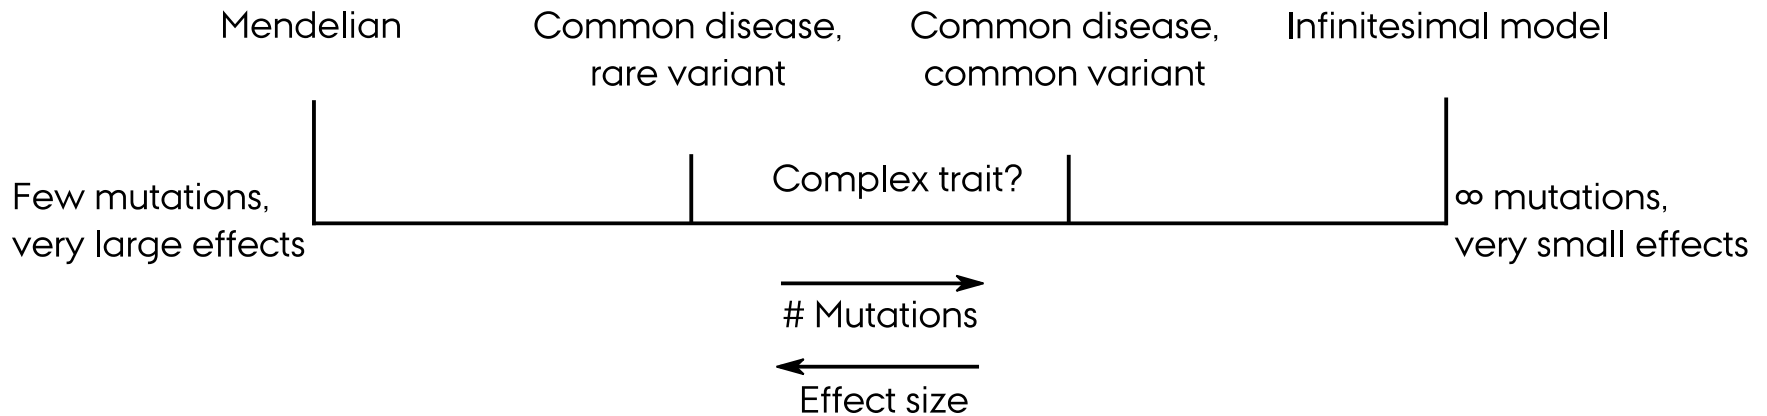 Mendelian
Common disease,
rare variant
Common disease,
common variant
Infinitesimal model
Few mutations,
very large effects
Complex trait?
∞ mutations,
very small effects
# Mutations
Effect size